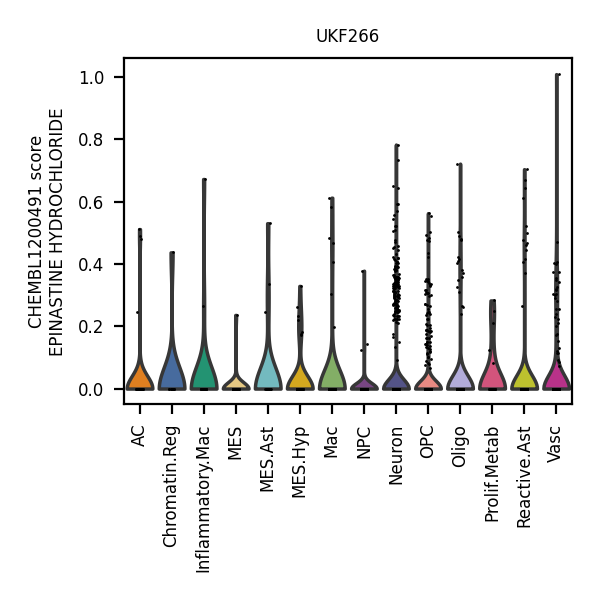 UKF266
CHEMBL1200491 score
EPINASTINE HYDROCHLORIDE
1.0
0.8
0.6
0.4
0.2
0.0
AC
Chromatin.Reg
Inflammatory.Mac
MES
MES.Ast
MES.Hyp
Mac
NPC
Neuron
OPC
Oligo
Prolif.Metab
Reactive.Ast
Vasc